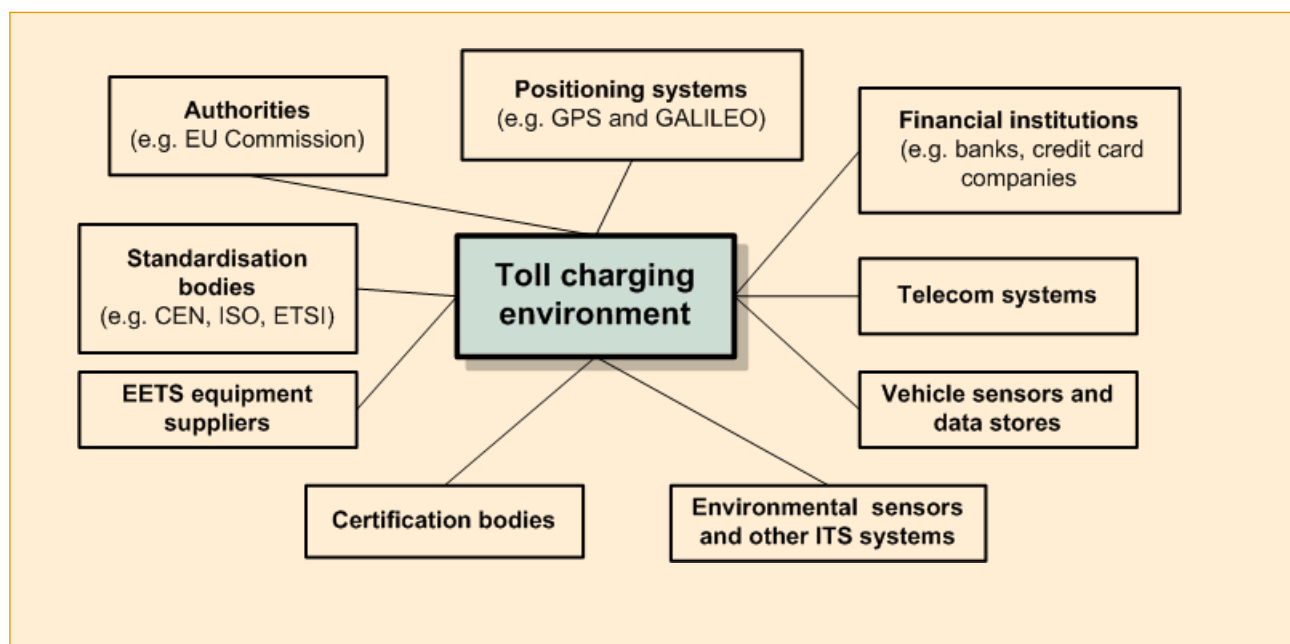 Authorities
(e.g. EU Commission)
Positioning systems
(e.g. GPS and GALILEO)
Financial institutions
(e.g. banks, credit card
companies
Standardisation
bodies
(e.g. CEN, ISO, ETSI)
Toll charging
environment
Telecom systems
EETS equipment
suppliers
Vehicle sensors and
data stores
Certification bodies
Environmental sensors
and other ITS systems